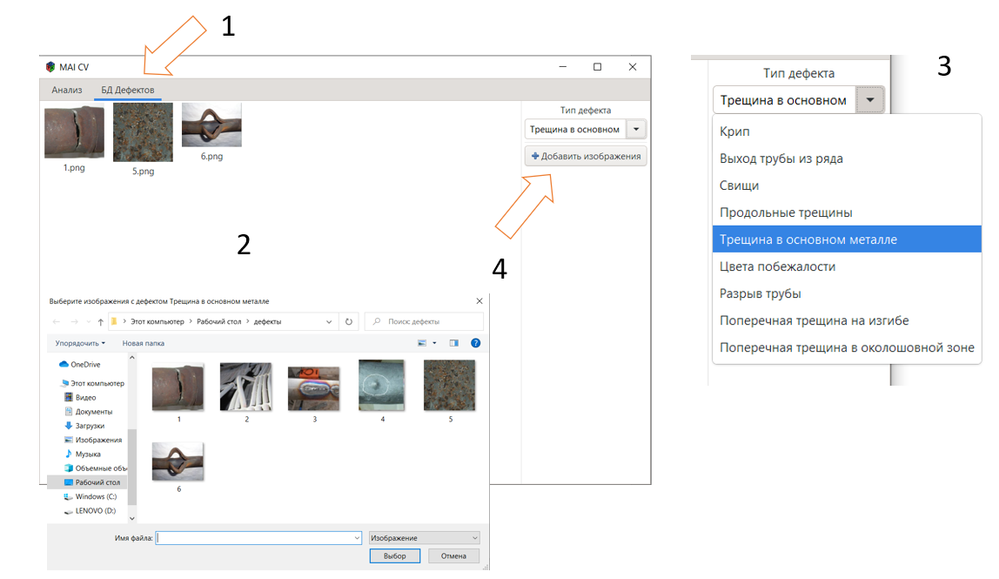 1
MAI CV
Анализ
БД Дефектов
1.png
5.png
6.png
Тип дефекта
Трещина в основном
Добавить изображения
2
4
Выберите изображения с дефектом Трещина в основном металле
Этот компьютер > Рабочий стол > дефекты
Поиск: дефекты
Упорядочить
Новая папка
OneDrive
Этот компьютер
Видео
Документы
Загрузки
Изображения
Музыка
Объемные объ
Рабочий стол
Windows (C:)
LENOVO (D:)
1
2
3
4
5
6
Имя файла:
Изображение
Выбор
Отмена
3
Тип дефекта
Трещина в основном
Крип
Выход трубы из ряда
Свищи
Продольные трещины
Трещина в основном металле
Цвета побежалости
Разрыв трубы
Поперечная трещина на изгибе
Поперечная трещина в околошовной зоне